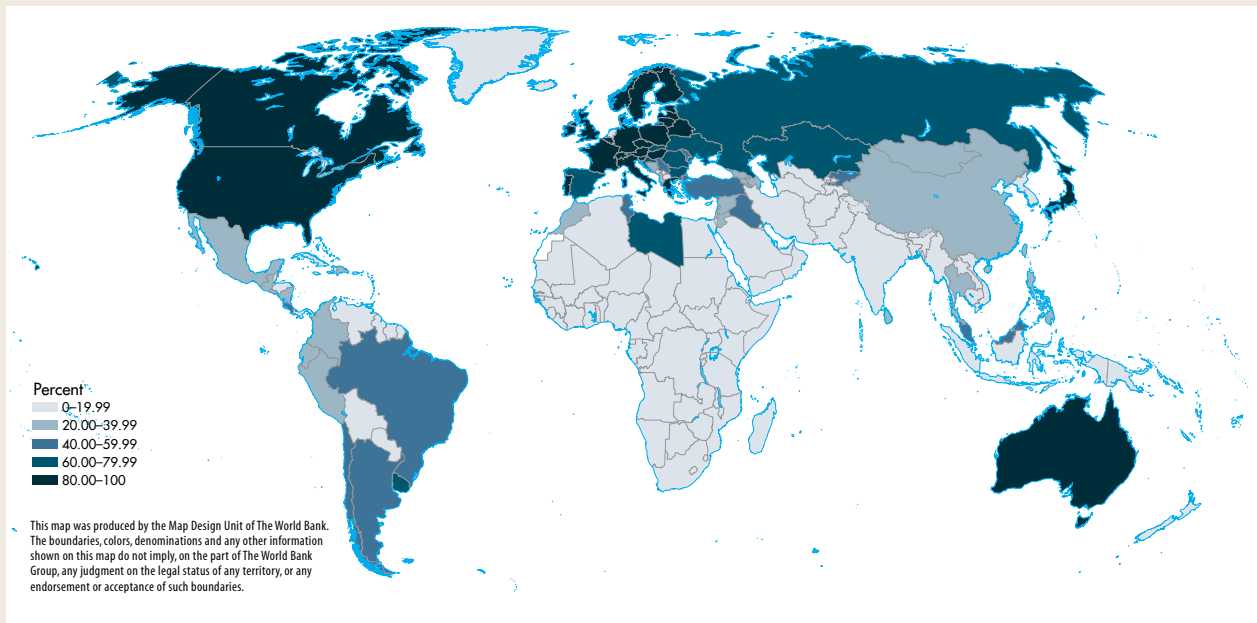 Percent
0–19.99
20.00–39.99
40.00–59.99
60.00–79.99
80.00–100
This map was produced by the Map Design Unit of The World Bank.
The boundaries, colors, denominations and any other information
shown on this map do not imply, on the part of The World Bank
Group, any judgment on the legal status of any territory, or any
endorsement or acceptance of such boundaries.